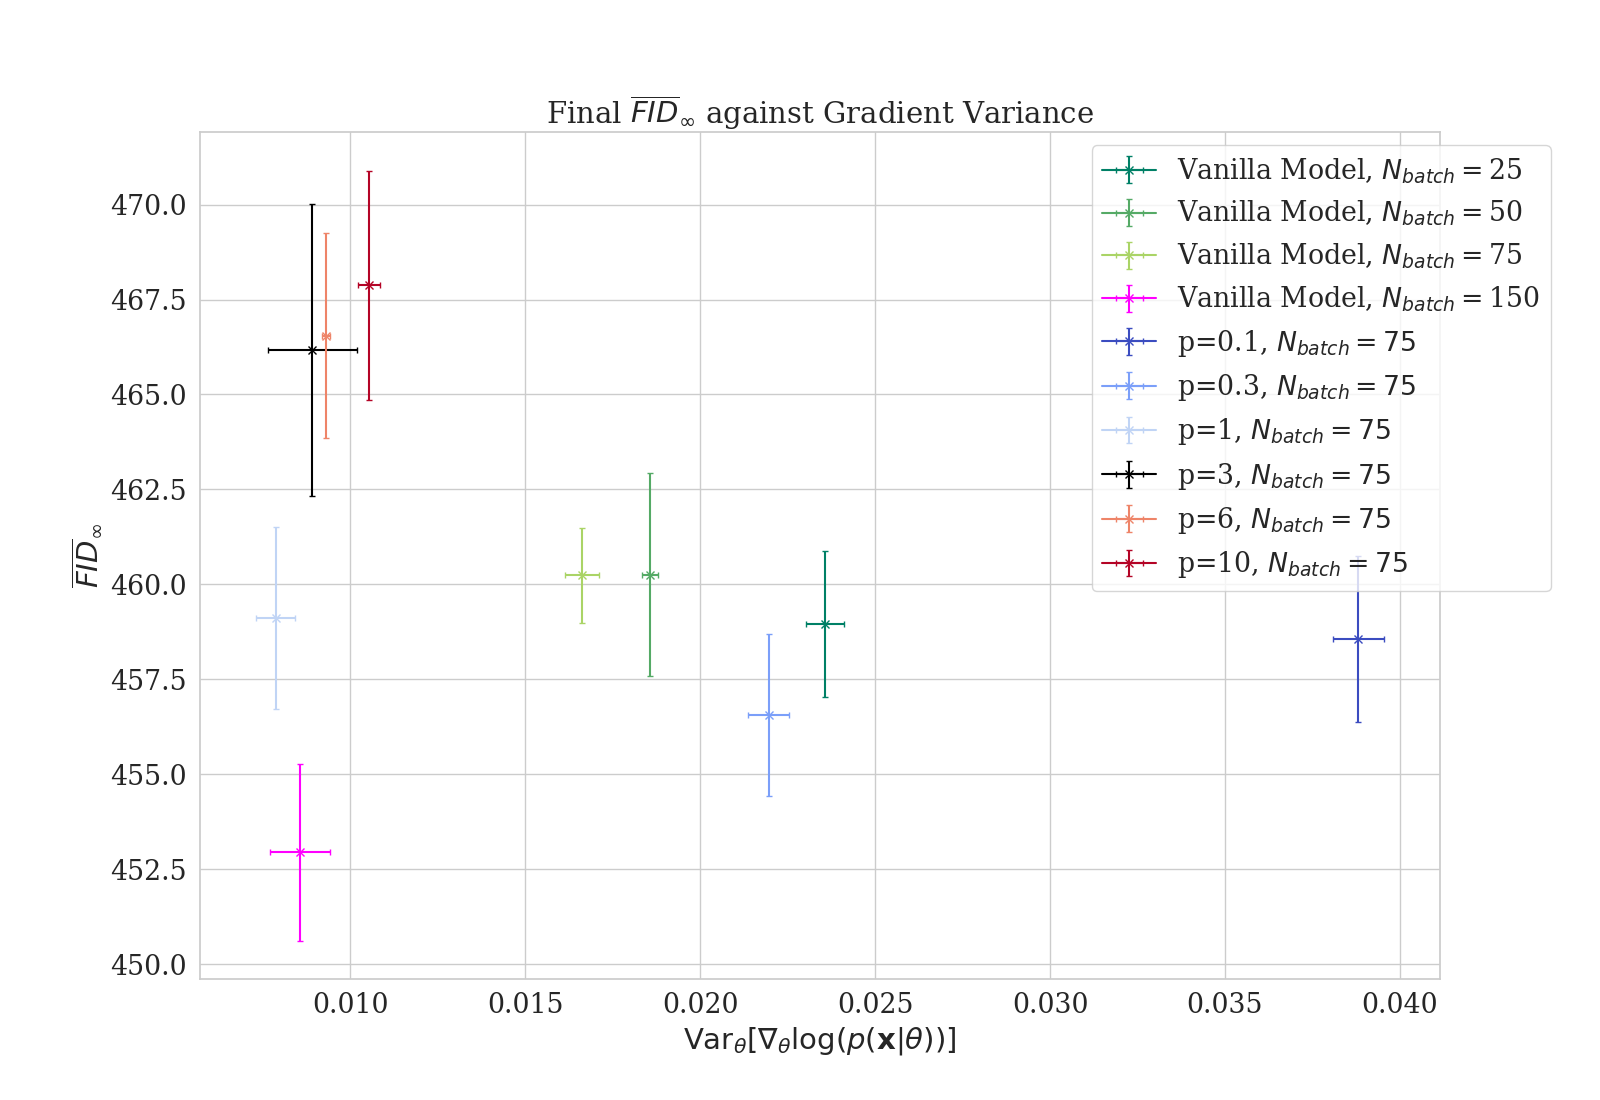 Final $\overline{FID}_\infty$ against Gradient Variance
$\overline{FID}_\infty$
470.0
467.5
465.0
462.5
460.0
457.5
455.0
452.5
450.0
0.010 0.015 0.020 0.025 0.030 0.035 0.040
$\mathrm{Var}_\theta[\nabla_\theta \log(p(\mathbf{x}|\theta))]$
Vanilla Model, $N_{batch} = 25$
Vanilla Model, $N_{batch} = 50$
Vanilla Model, $N_{batch} = 75$
Vanilla Model, $N_{batch} = 150$
p=0.1, $N_{batch} = 75$
p=0.3, $N_{batch} = 75$
p=1, $N_{batch} = 75$
p=3, $N_{batch} = 75$
p=6, $N_{batch} = 75$
p=10, $N_{batch} = 75$